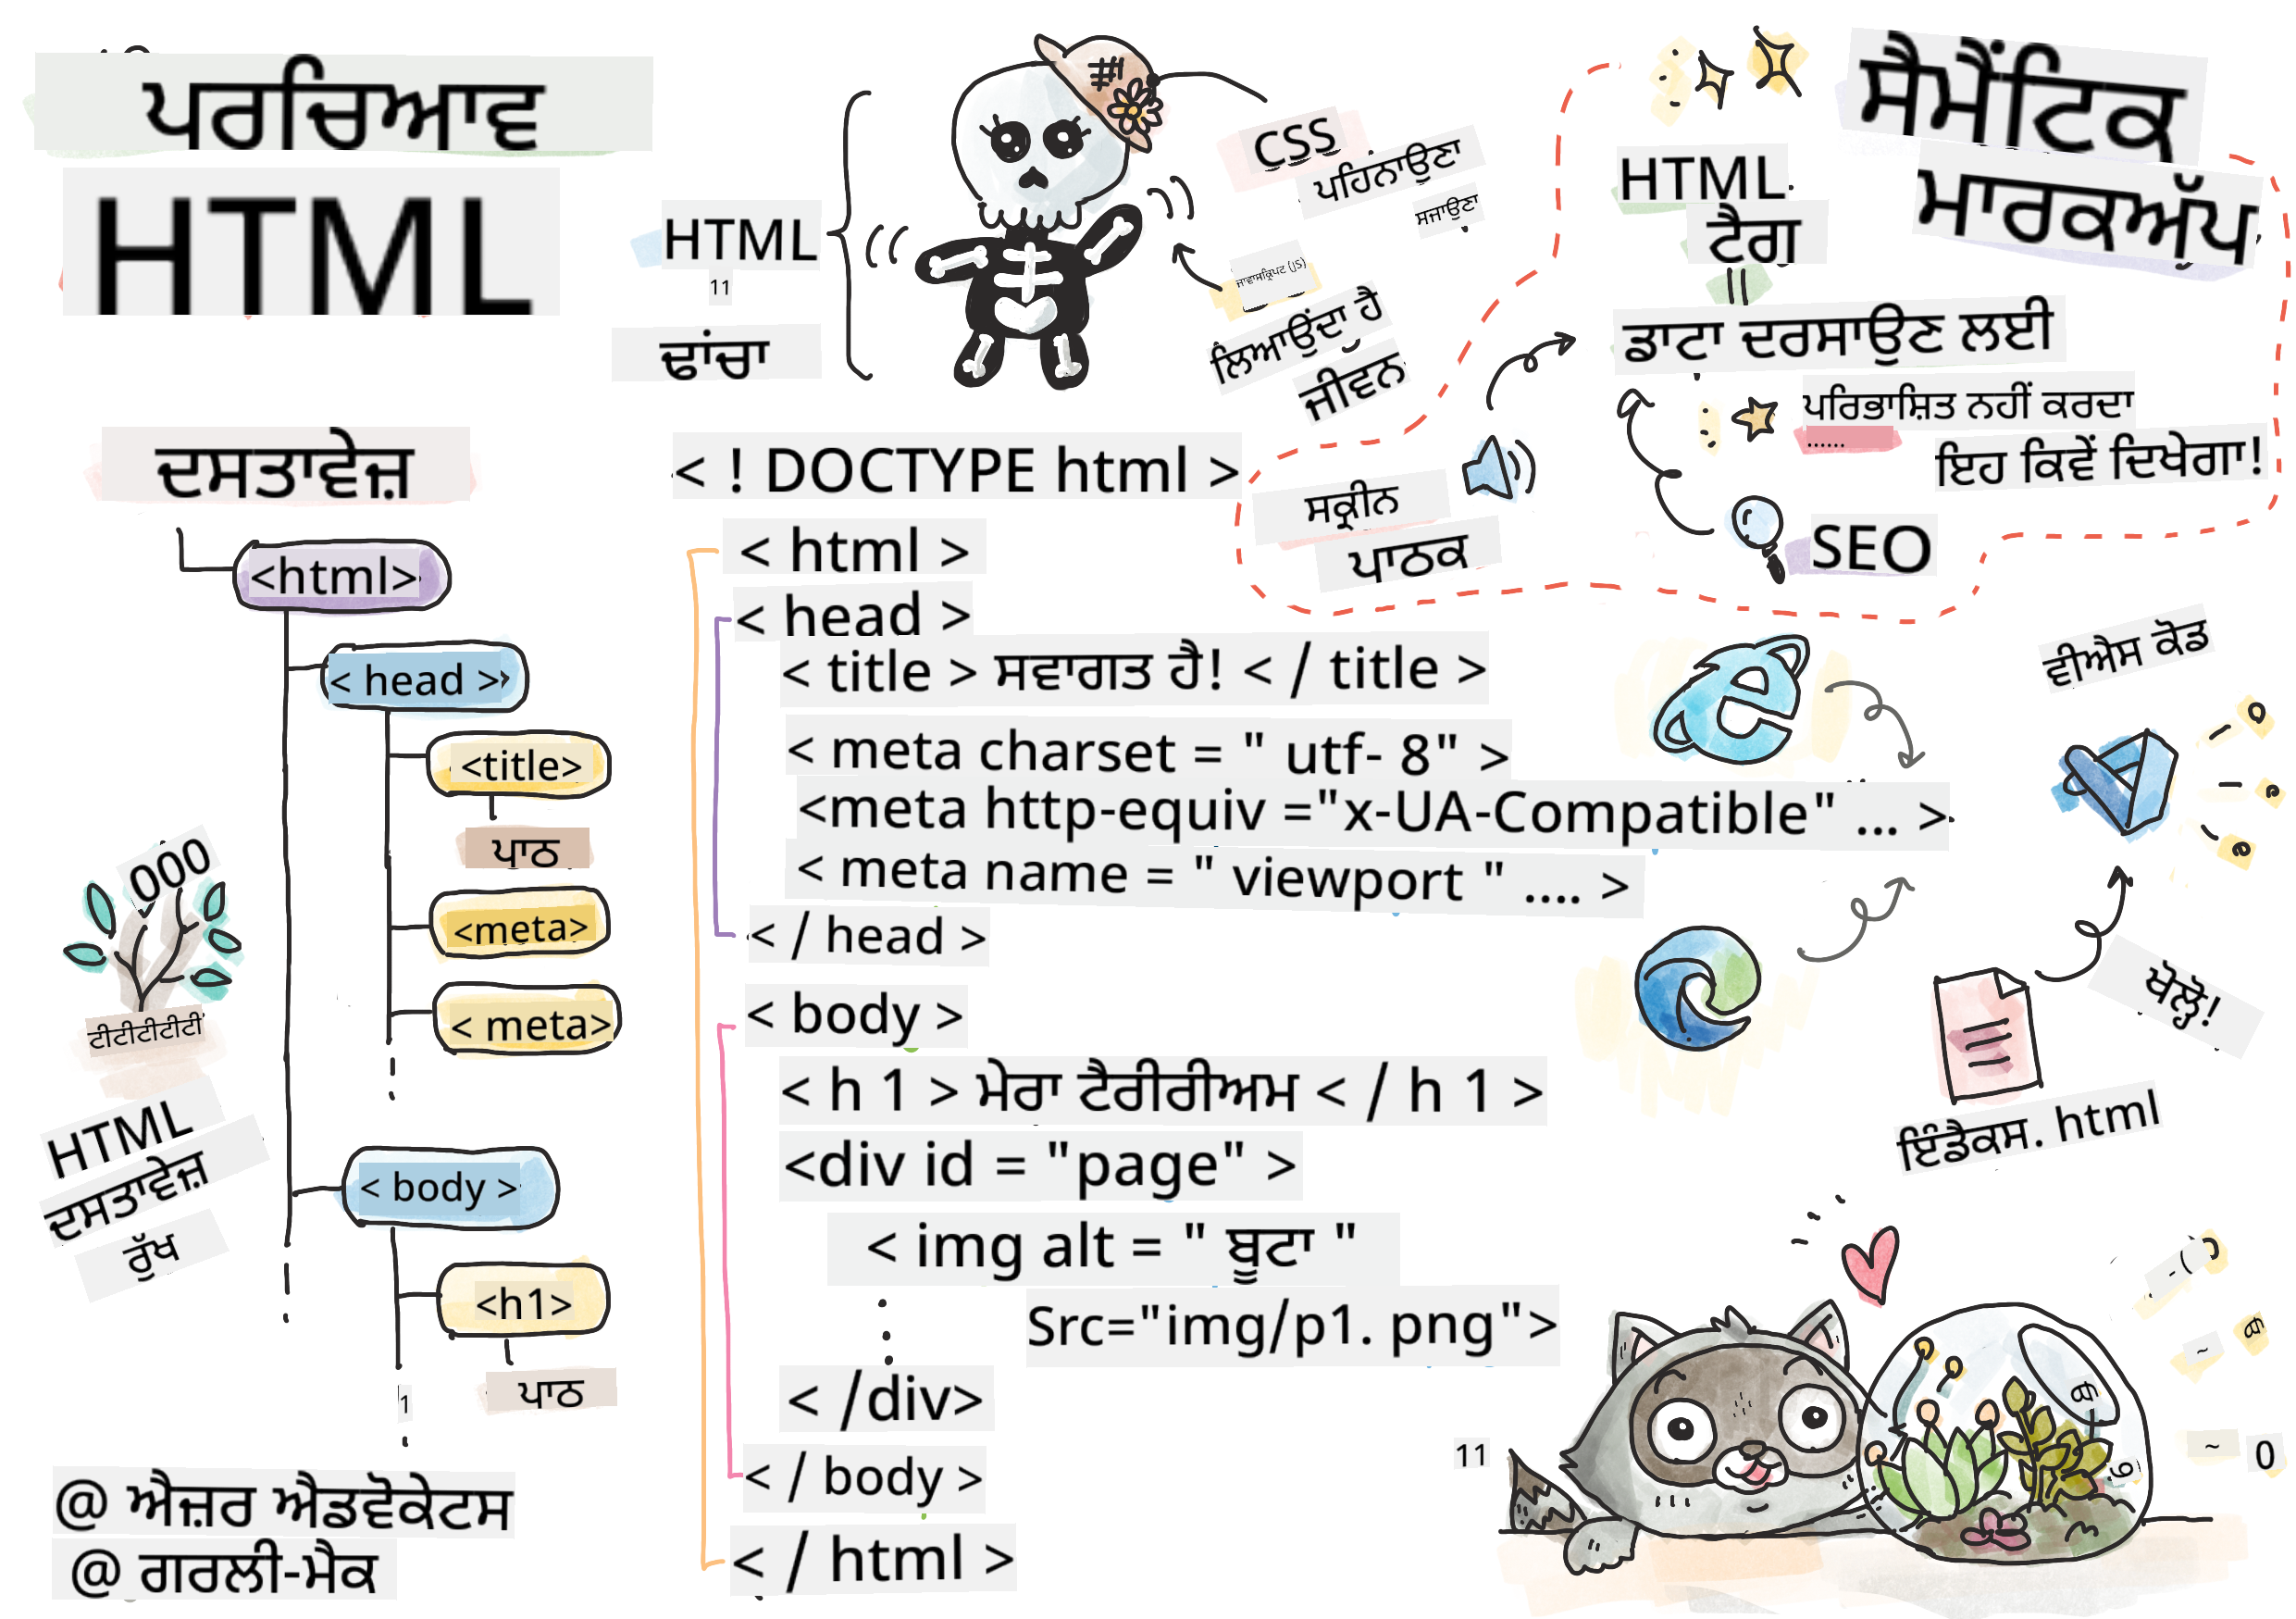 ਪਰਚਿਆਵ
HTML
HTML
11
ਢਾਂਚਾ
CSS
ਪਹਿਨਾਉਣਾ
ਸਜਾਉਣਾ
ਜਾਵਾਸਕ੍ਰਿਪਟ (JS)
ਲਿਆਉਂਦਾ ਹੈ
ਜੀਵਨ
ਸੈਮੈਂਟਿਕ
ਮਾਰਕਅੱਪ
HTML
ਟੈਗ
ਡਾਟਾ ਦਰਸਾਉਣ ਲਈ
ਪਰਿਭਾਸ਼ਿਤ ਨਹੀਂ ਕਰਦਾ
......
ਇਹ ਕਿਵੇਂ ਦਿਖੇਗਾ!
ਸਕ੍ਰੀਨ
ਪਾਠਕ
SEO
ਦਸਤਾਵੇਜ਼
<html>
< head >
<title>
ਪਾਠ
<meta>
< meta>
< body >
<h1>
ਪਾਠ
1
000
ਟੀਟੀਟੀਟੀਟੀ
HTML
ਦਸਤਾਵੇਜ਼
ਰੁੱਖ
< ! DOCTYPE html >
< html >
< head >
< title > ਸਵਾਗਤ ਹੈ! < / title >
< meta charset = " utf- 8" >
<meta http-equiv ="x-UA-Compatible" ... >
< meta name = " viewport " .... >
< / head >
< body >
< h 1 > ਮੇਰਾ ਟੈਰੀਰੀਅਮ < / h 1 >
<div id = "page" >
< img alt = " ਬੂਟਾ "
Src="img/p1. png">
< /div>
< / body >
< / html >
ਵੀਐਸ ਕੋਡ
ਖੋਲ੍ਹੋ!
ਇੰਡੈਕਸ. html
11
~
~
0
@ ਐਜ਼ਰ ਐਡਵੋਕੇਟਸ
@ ਗਰਲੀ-ਮੈਕ